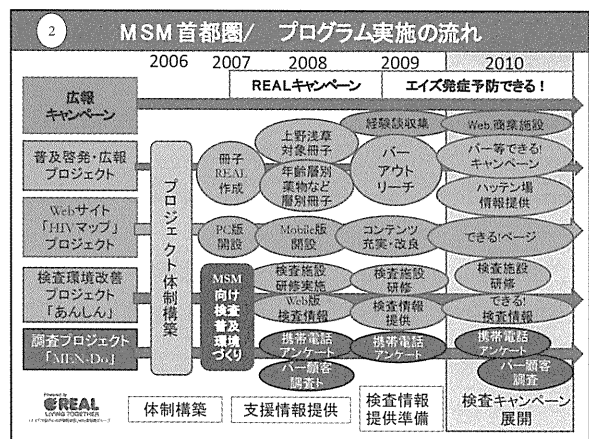 2
MSM首都圏/ プログラム実施の流れ
2006 2007 2008 2009 2010
REALキャンペーン エイズ発症予防できる!
広報
キャンペーン
普及啓発・広報
プロジェクト
Webサイト
「HIVマップ」
プロジェクト
検査環境改善
プロジェクト
「あんしん」
調査プロジェクト
「MEN-Do」
プロジェクト体制構築
冊子
REAL
作成
PC版
開設
MSM
向け
検査
普及
環境
づくり
上野浅草
対象冊子
年齢層別
薬物など
層別冊子
Mobile版
開設
検査施設
研修実施
Web版
検査情報
携帯電話
アンケート
バー顧客
調査ト
経験談収集
バー
アウト
リーチ
コンテンツ
充実・改良
検査施設
研修
検査情報
提供
携帯電話
アンケート
Web,商業施設
バー等できる!
キャンペーン
ハッテン場
情報提供
できる!ページ
検査施設
研修
できる!
検査情報
携帯電話
アンケート
バー顧客
調査
Powered by
REAL
LIVING TOGETHER
体制構築
支援情報提供
検査情報
提供準備
検査キャンペーン
展開